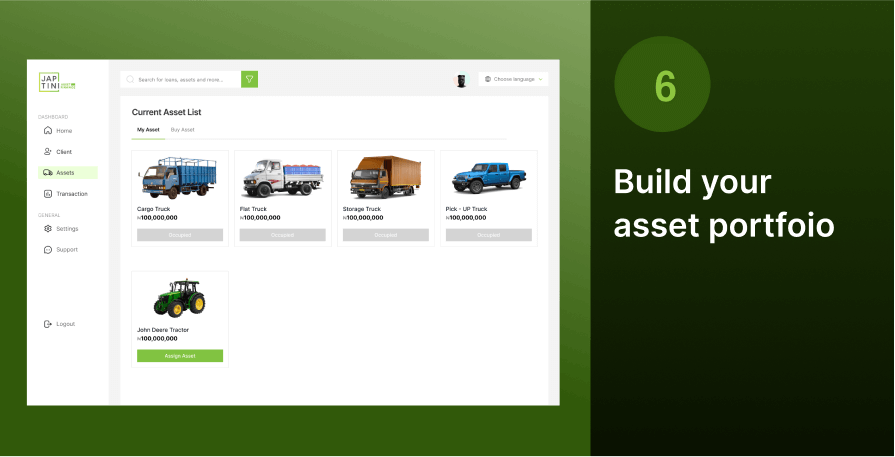 JAP
TINI
Search for loans, assets and more...
Choose language
DASHBOARD
Home
Client
Assets
Transaction
GENERAL
Settings
Support
Logout
Current Asset List
My Asset
Buy Asset
Cargo Truck
₦100,000,000
Occupied
Flat Truck
₦100,000,000
Occupied
Storage Truck
₦100,000,000
Occupied
Pick - UP Truck
₦100,000,000
Occupied
John Deere Tractor
₦100,000,000
Assign Asset
6
Build your
asset portfoio